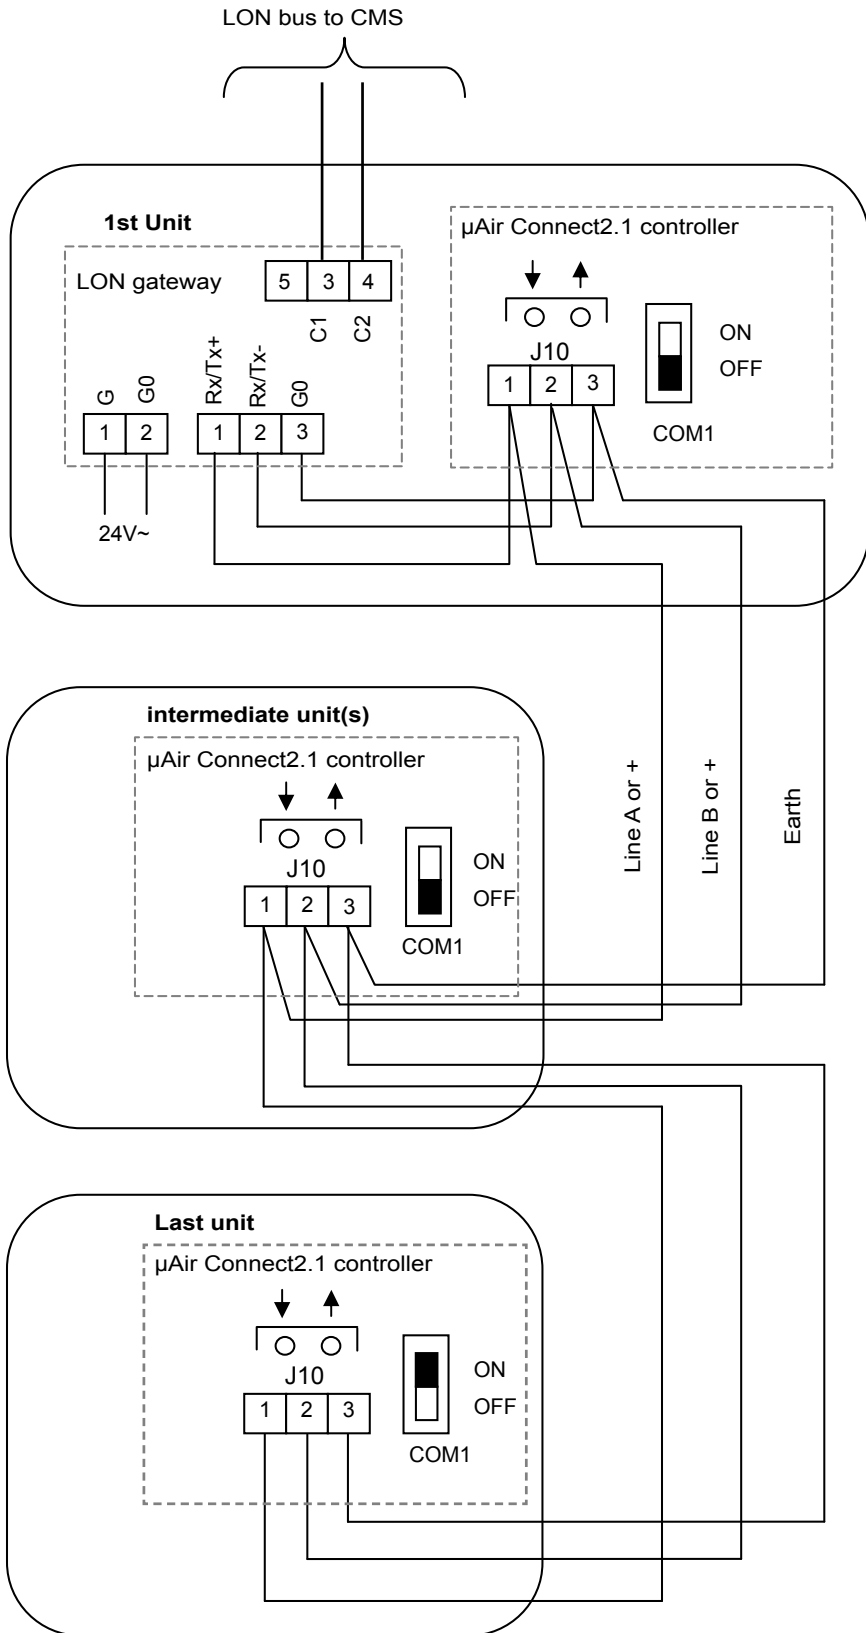 LON bus to CMS
1st Unit
µAir Connect2.1 controller
LON gateway
5 3 4
C1 C2
ON
J10
OFF
1 2 3
COM1
G G0 Rx/Tx+ Rx/Tx- G0
1 2 1 2 3
24V~
intermediate unit(s)
µAir Connect2.1 controller
Line A or +
Line B or +
Earth
ON
J10
OFF
1 2 3
COM1
Last unit
µAir Connect2.1 controller
ON
J10
OFF
1 2 3
COM1